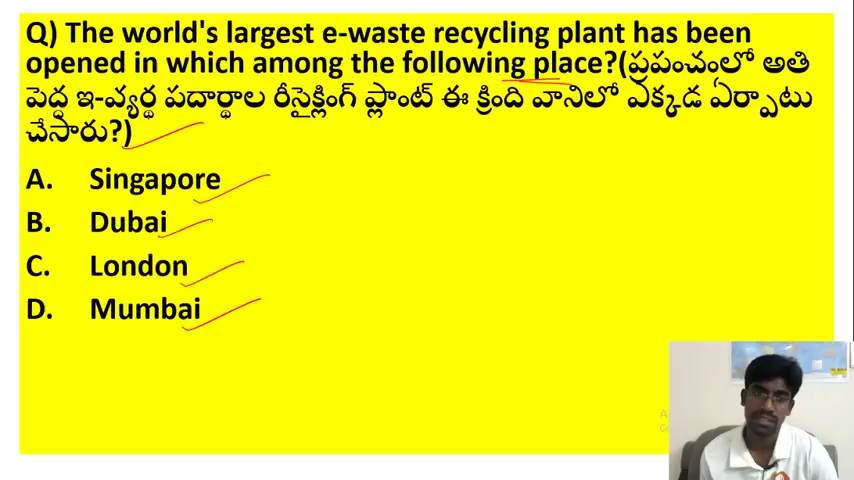 Q) The world's largest e-waste recycling plant has been
opened in which among the following place?(ప్రపంచంలో అతి
పెద్ద ఇ-వ్యర్థ పదార్థాల రీసైక్లింగ్ ప్లాంట్ ఈ క్రింది వానిలో ఎక్కడ ఏర్పాటు
చేసారు?)
A. Singapore
B. Dubai
C. London
D. Mumbai